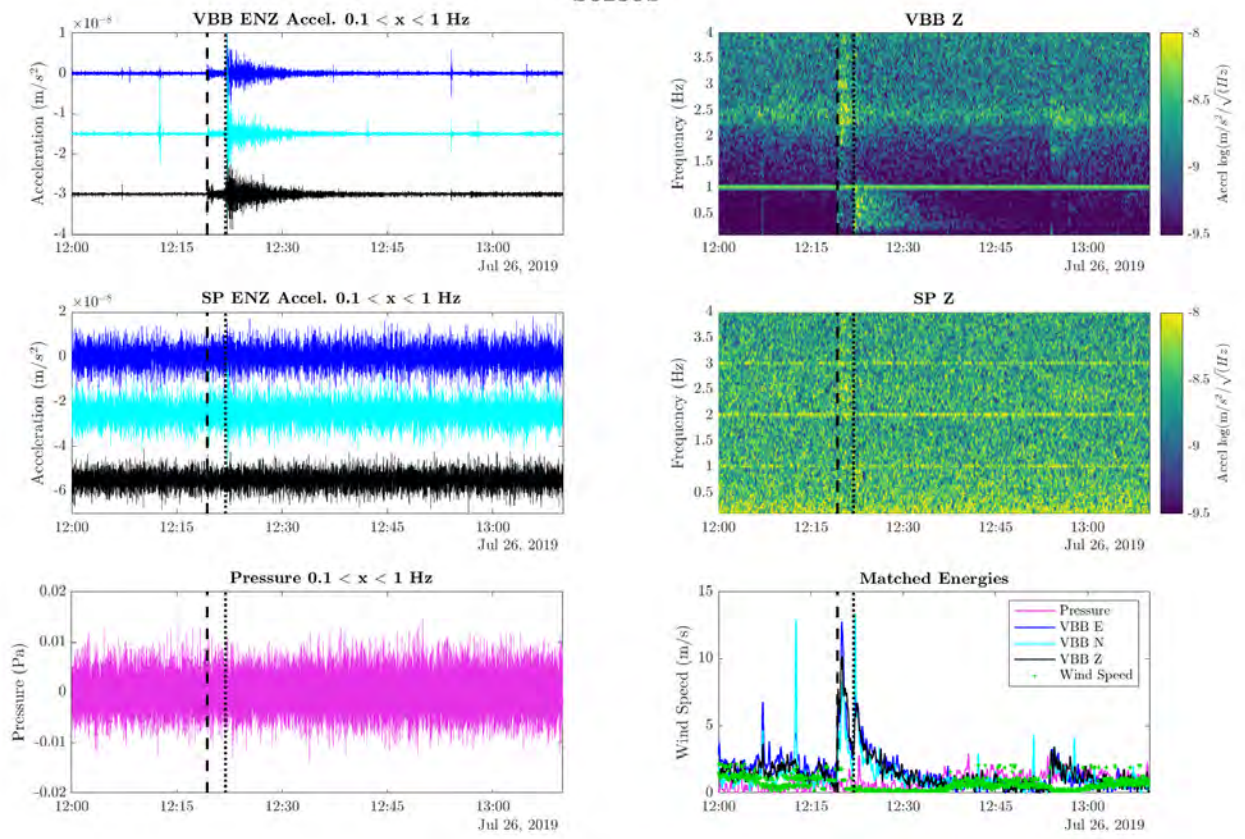 VBB ENZ Accel. 0.1 < x < 1 Hz
×10⁻⁸
Acceleration (m/s²)
1
0
-1
-2
-3
-4
12:00 12:15 12:30 12:45 13:00
Jul 26, 2019
VBB Z
Frequency (Hz)
4
3.5
3
2.5
2
1.5
1
0.5
12:00 12:15 12:30 12:45 13:00
Jul 26, 2019
-8
-8.5
-9
-9.5
Accel log(m/s²/√(Hz)
SP ENZ Accel. 0.1 < x < 1 Hz
×10⁻⁸
Acceleration (m/s²)
2
0
-2
-4
-6
12:00 12:15 12:30 12:45 13:00
Jul 26, 2019
SP Z
Frequency (Hz)
4
3.5
3
2.5
2
1.5
1
0.5
12:00 12:15 12:30 12:45 13:00
Jul 26, 2019
-8
-8.5
-9
-9.5
Accel log(m/s²/√(Hz)
Pressure 0.1 < x < 1 Hz
Pressure (Pa)
0.02
0.01
0
-0.01
-0.02
12:00 12:15 12:30 12:45 13:00
Jul 26, 2019
Matched Energies
Wind Speed (m/s)
15
10
5
0
Pressure
VBB E
VBB N
VBB Z
Wind Speed
12:00 12:15 12:30 12:45 13:00
Jul 26, 2019